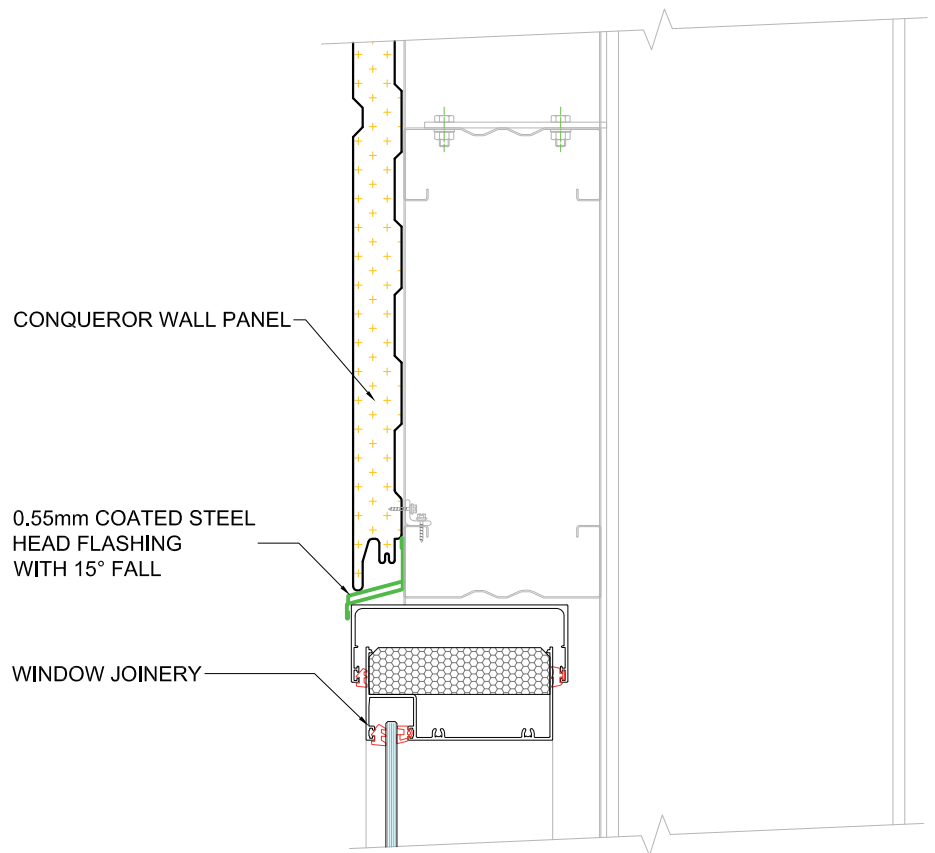 CONQUEROR WALL PANEL
0.55mm COATED STEEL
HEAD FLASHING
WITH 15° FALL
WINDOW JOINERY